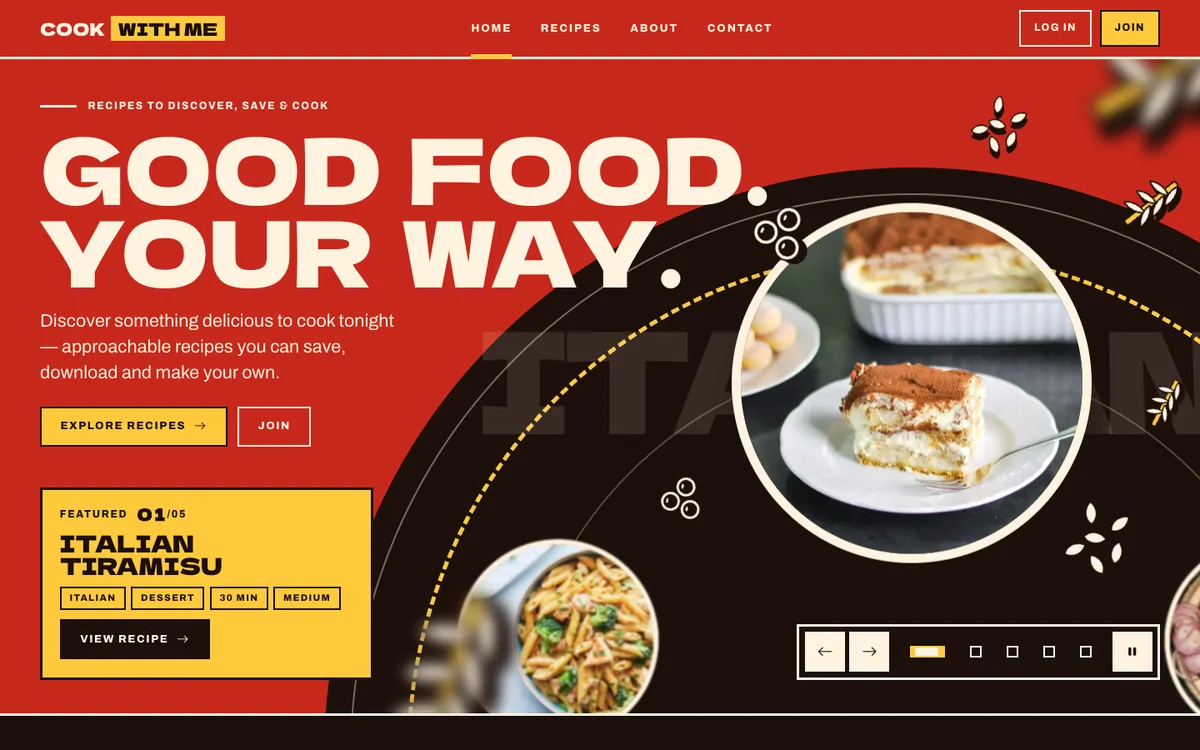 COOK WITH ME
HOME RECIPES ABOUT CONTACT
LOG IN JOIN
RECIPES TO DISCOVER, SAVE & COOK
GOOD FOOD.
YOUR WAY.
Discover something delicious to cook tonight
— approachable recipes you can save,
download and make your own.
EXPLORE RECIPES →
JOIN
FEATURED 01/05
ITALIAN
TIRAMISU
ITALIAN DESSERT 30 MIN MEDIUM
VIEW RECIPE →